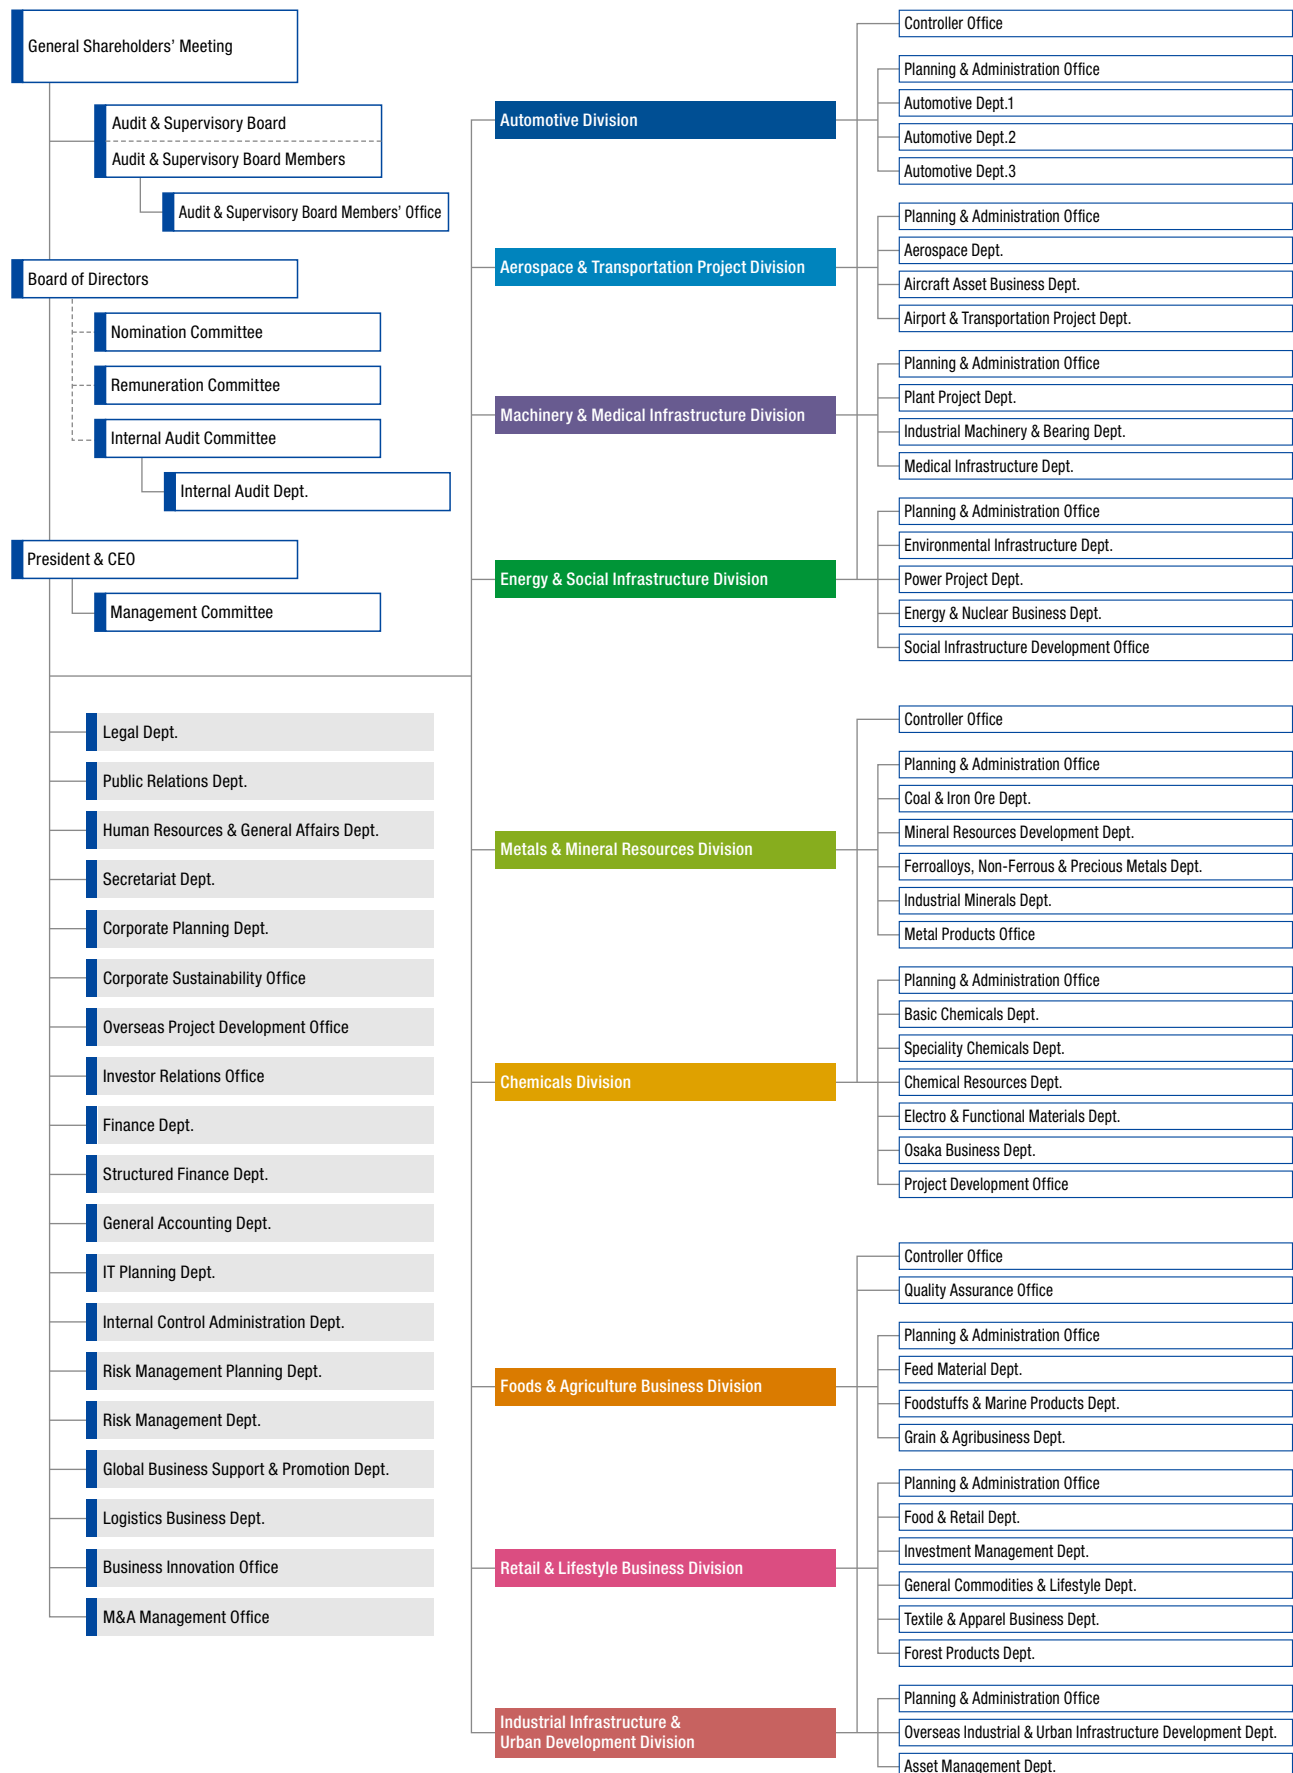 General Shareholders’ Meeting
Audit & Supervisory Board
Audit & Supervisory Board Members
Audit & Supervisory Board Members’ Office
Board of Directors
Nomination Committee
Remuneration Committee
Internal Audit Committee
Internal Audit Dept.
President & CEO
Management Committee
Legal Dept.
Public Relations Dept.
Human Resources & General Affairs Dept.
Secretariat Dept.
Corporate Planning Dept.
Corporate Sustainability Office
Overseas Project Development Office
Investor Relations Office
Finance Dept.
Structured Finance Dept.
General Accounting Dept.
IT Planning Dept.
Internal Control Administration Dept.
Risk Management Planning Dept.
Risk Management Dept.
Global Business Support & Promotion Dept.
Logistics Business Dept.
Business Innovation Office
M&A Management Office
Automotive Division
Controller Office
Planning & Administration Office
Automotive Dept.1
Automotive Dept.2
Automotive Dept.3
Aerospace & Transportation Project Division
Planning & Administration Office
Aerospace Dept.
Aircraft Asset Business Dept.
Airport & Transportation Project Dept.
Machinery & Medical Infrastructure Division
Planning & Administration Office
Plant Project Dept.
Industrial Machinery & Bearing Dept.
Medical Infrastructure Dept.
Energy & Social Infrastructure Division
Planning & Administration Office
Environmental Infrastructure Dept.
Power Project Dept.
Energy & Nuclear Business Dept.
Social Infrastructure Development Office
Metals & Mineral Resources Division
Controller Office
Planning & Administration Office
Coal & Iron Ore Dept.
Mineral Resources Development Dept.
Ferroalloys, Non-Ferrous & Precious Metals Dept.
Industrial Minerals Dept.
Metal Products Office
Chemicals Division
Planning & Administration Office
Basic Chemicals Dept.
Speciality Chemicals Dept.
Chemical Resources Dept.
Electro & Functional Materials Dept.
Osaka Business Dept.
Project Development Office
Foods & Agriculture Business Division
Controller Office
Quality Assurance Office
Planning & Administration Office
Feed Material Dept.
Foodstuffs & Marine Products Dept.
Grain & Agribusiness Dept.
Retail & Lifestyle Business Division
Planning & Administration Office
Food & Retail Dept.
Investment Management Dept.
General Commodities & Lifestyle Dept.
Textile & Apparel Business Dept.
Forest Products Dept.
Industrial Infrastructure &
Urban Development Division
Planning & Administration Office
Overseas Industrial & Urban Infrastructure Development Dept.
Asset Management Dept.